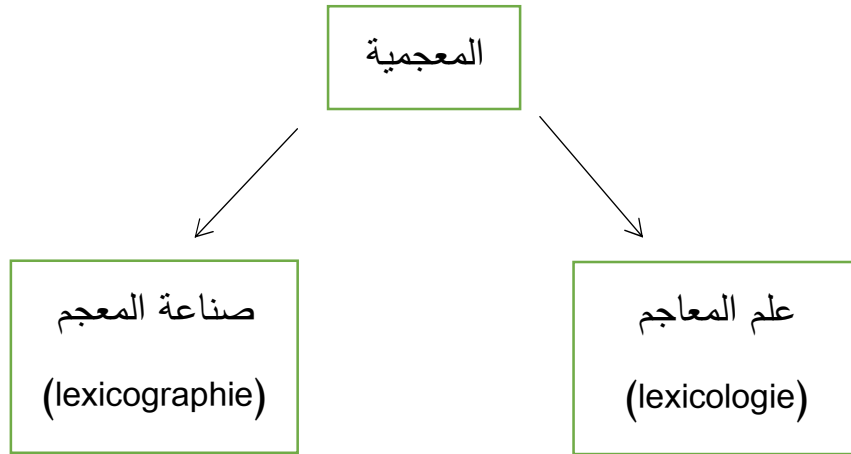 المعجمية
علم المعاجم
(lexicologie)
صناعة المعجم
(lexicographie)